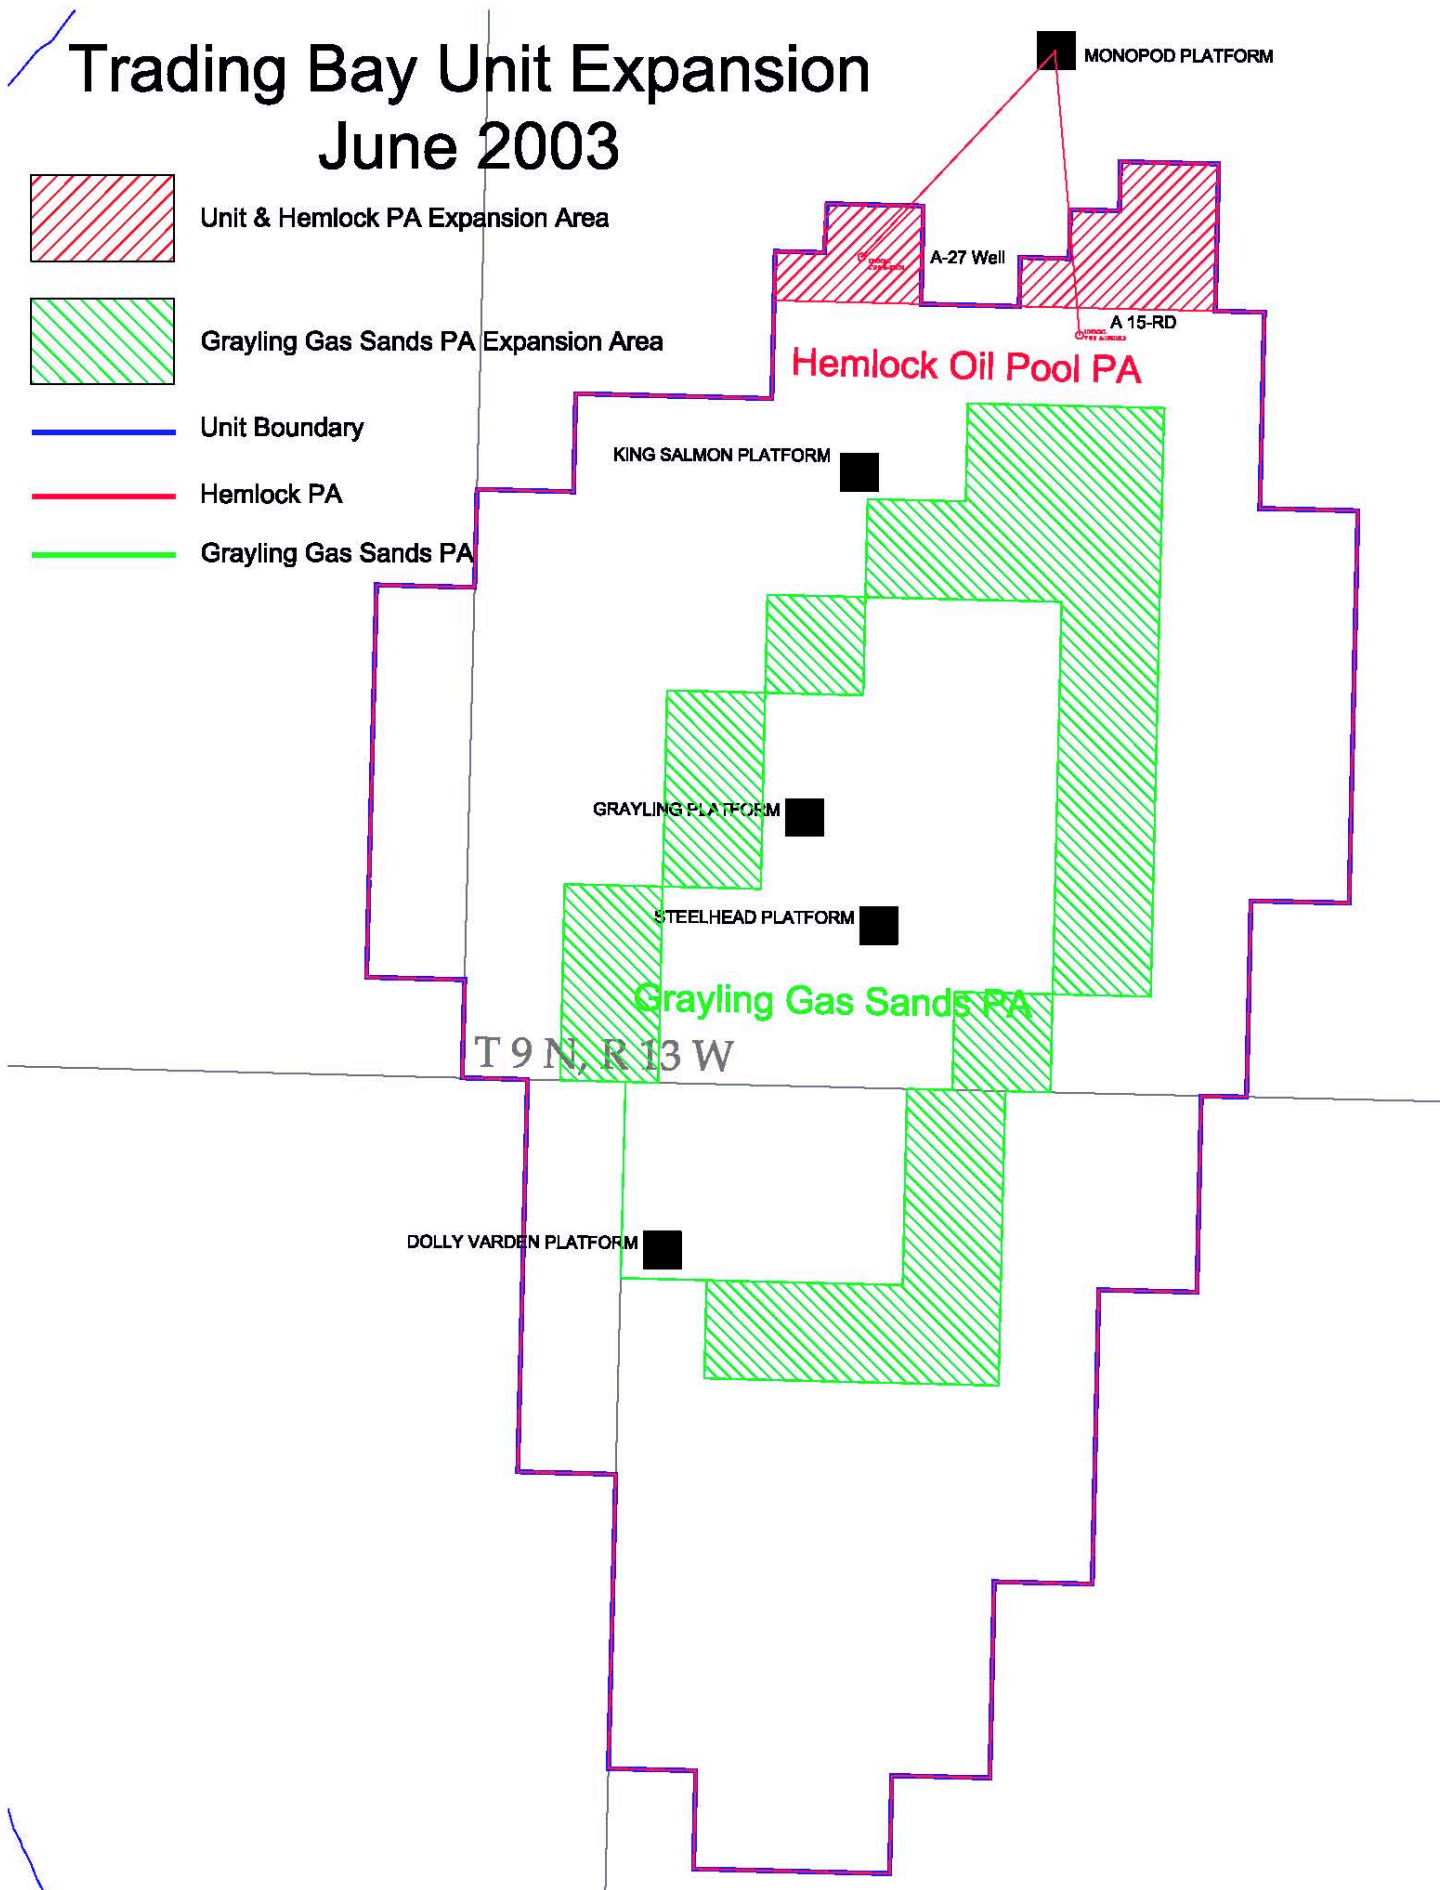 Trading Bay Unit Expansion
June 2003
MONOPOD PLATFORM
Unit & Hemlock PA Expansion Area
A-27 Well
A 15-RD
Grayling Gas Sands PA Expansion Area
Hemlock Oil Pool PA
Unit Boundary
KING SALMON PLATFORM
Hemlock PA
Grayling Gas Sands PA
GRAYLING PLATFORM
STEELHEAD PLATFORM
Grayling Gas Sands PA
T 9 N, R 13 W
DOLLY VARDEN PLATFORM